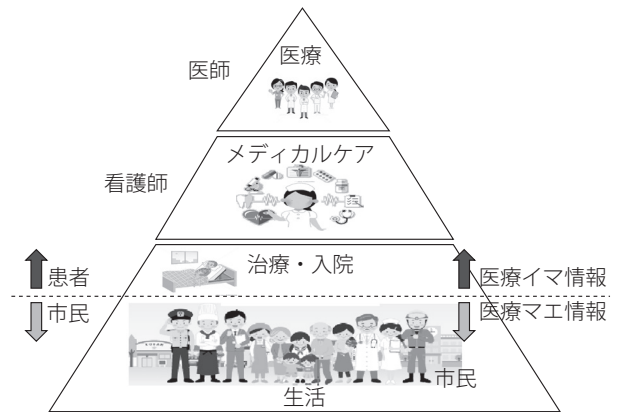 医療
医師
メディカルケア
看護師
治療・入院
患者
医療イマ情報
市民
医療マエ情報
市民
生活